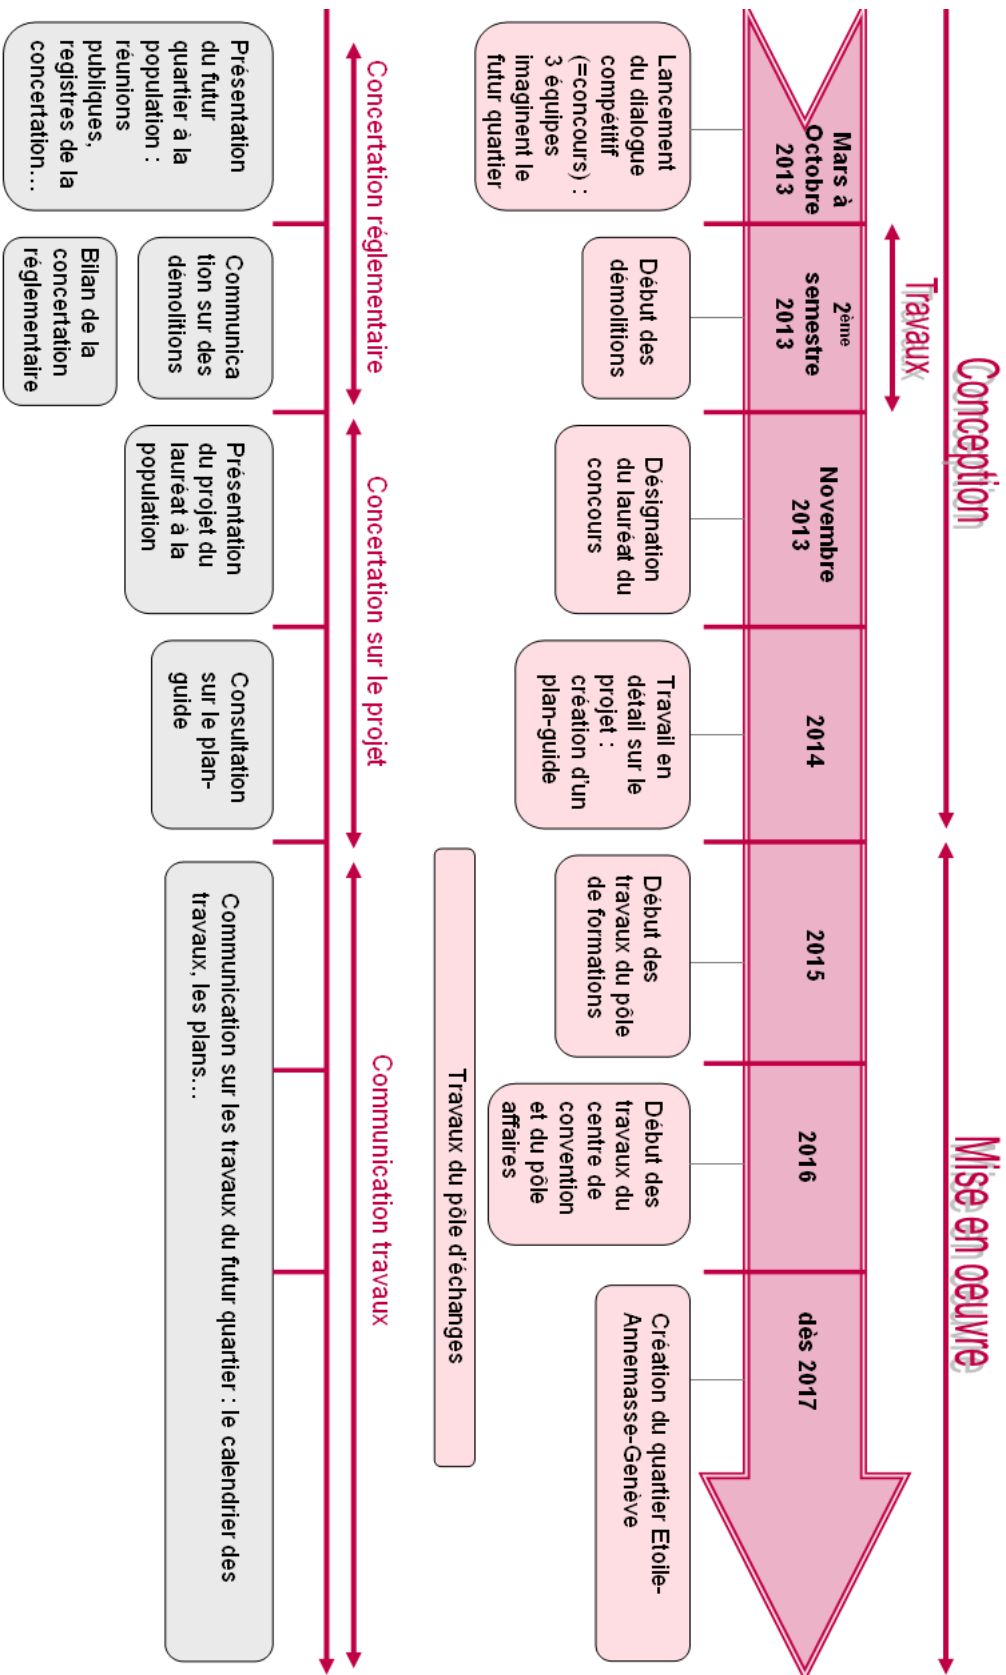 Conception
Mise en oeuvre
Travaux
Mars à
Octobre
2013
2ème
semestre
2013
Novembre
2013
2014
2015
2016
dès 2017
Lancement
du dialogue
compétitif
(=concours) :
3 équipes
imaginent le
futur quartier
Début des
démolitions
Désignation
du lauréat du
concours
Travail en
détail sur le
projet :
création d'un
plan-guide
Début des
travaux du pôle
de formations
Début des
travaux du
centre de
convention
et du pôle
affaires
Création du quartier Etoile-
Annemasse-Genève
Travaux du pôle d'échanges
Concertation réglementaire
Concertation sur le projet
Communication travaux
Présentation
du futur
quartier à la
population :
réunions
publiques,
registres de la
concertation…
Communica
tion sur des
démolitions
Bilan de la
concertation
réglementaire
Présentation
du projet du
lauréat à la
population
Consultation
sur le plan-
guide
Communication sur les travaux du futur quartier : le calendrier des
travaux, les plans…